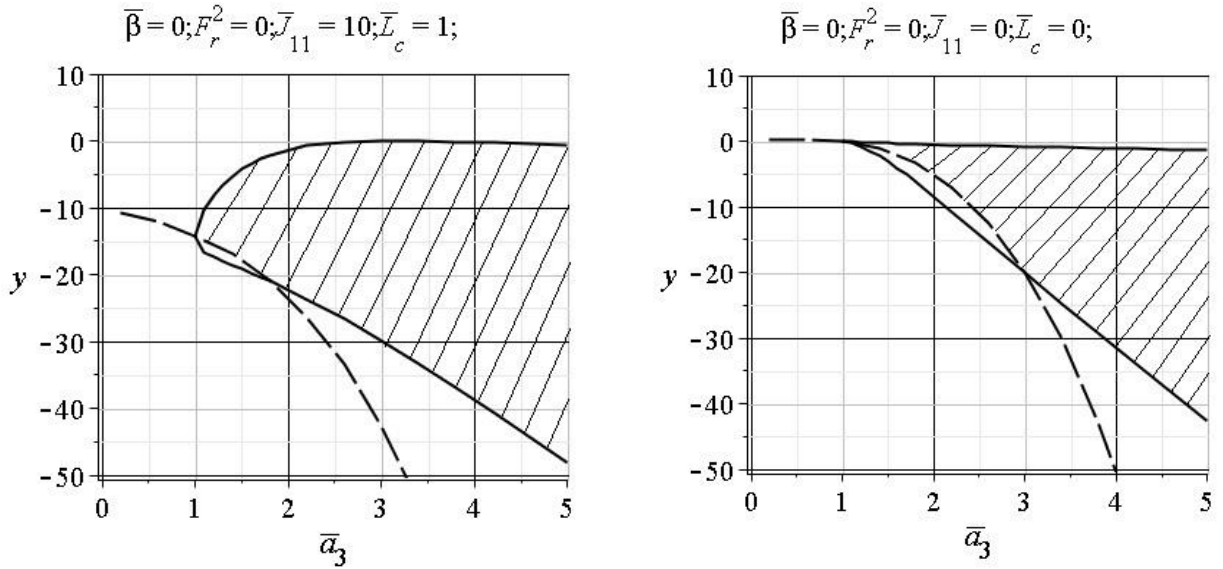 β̄ = 0; F_r^2 = 0; J̄_11 = 10; L̄_c = 1;
10
0
−10
−20
−30
−40
−50
y
0 1 2 3 4 5
ā_3
β̄ = 0; F_r^2 = 0; J̄_11 = 0; L̄_c = 0;
10
0
−10
−20
−30
−40
−50
y
0 1 2 3 4 5
ā_3